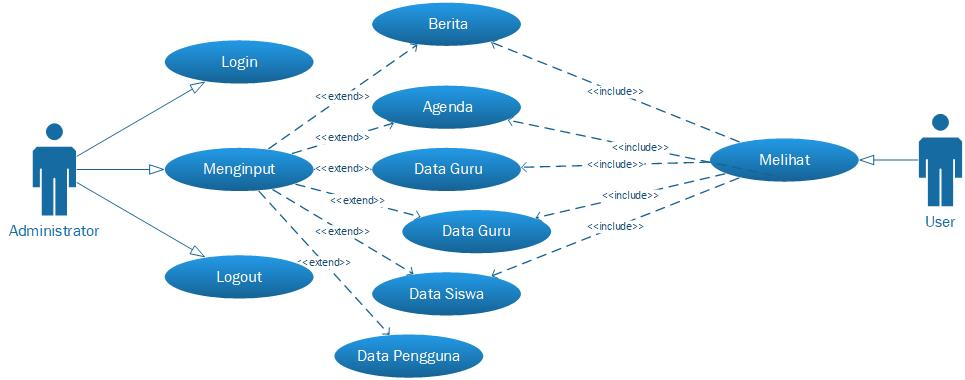 Berita
Login
<<extend>>
<<include>>
Agenda
<<extend>>
<<include>>
Menginput
<<extend>>
Data Guru
<<include>>
Melihat
<<extend>>
<<include>>
User
Administrator
Data Guru
<<extend>>
<<include>>
<<extend>>
Logout
Data Siswa
Data Pengguna